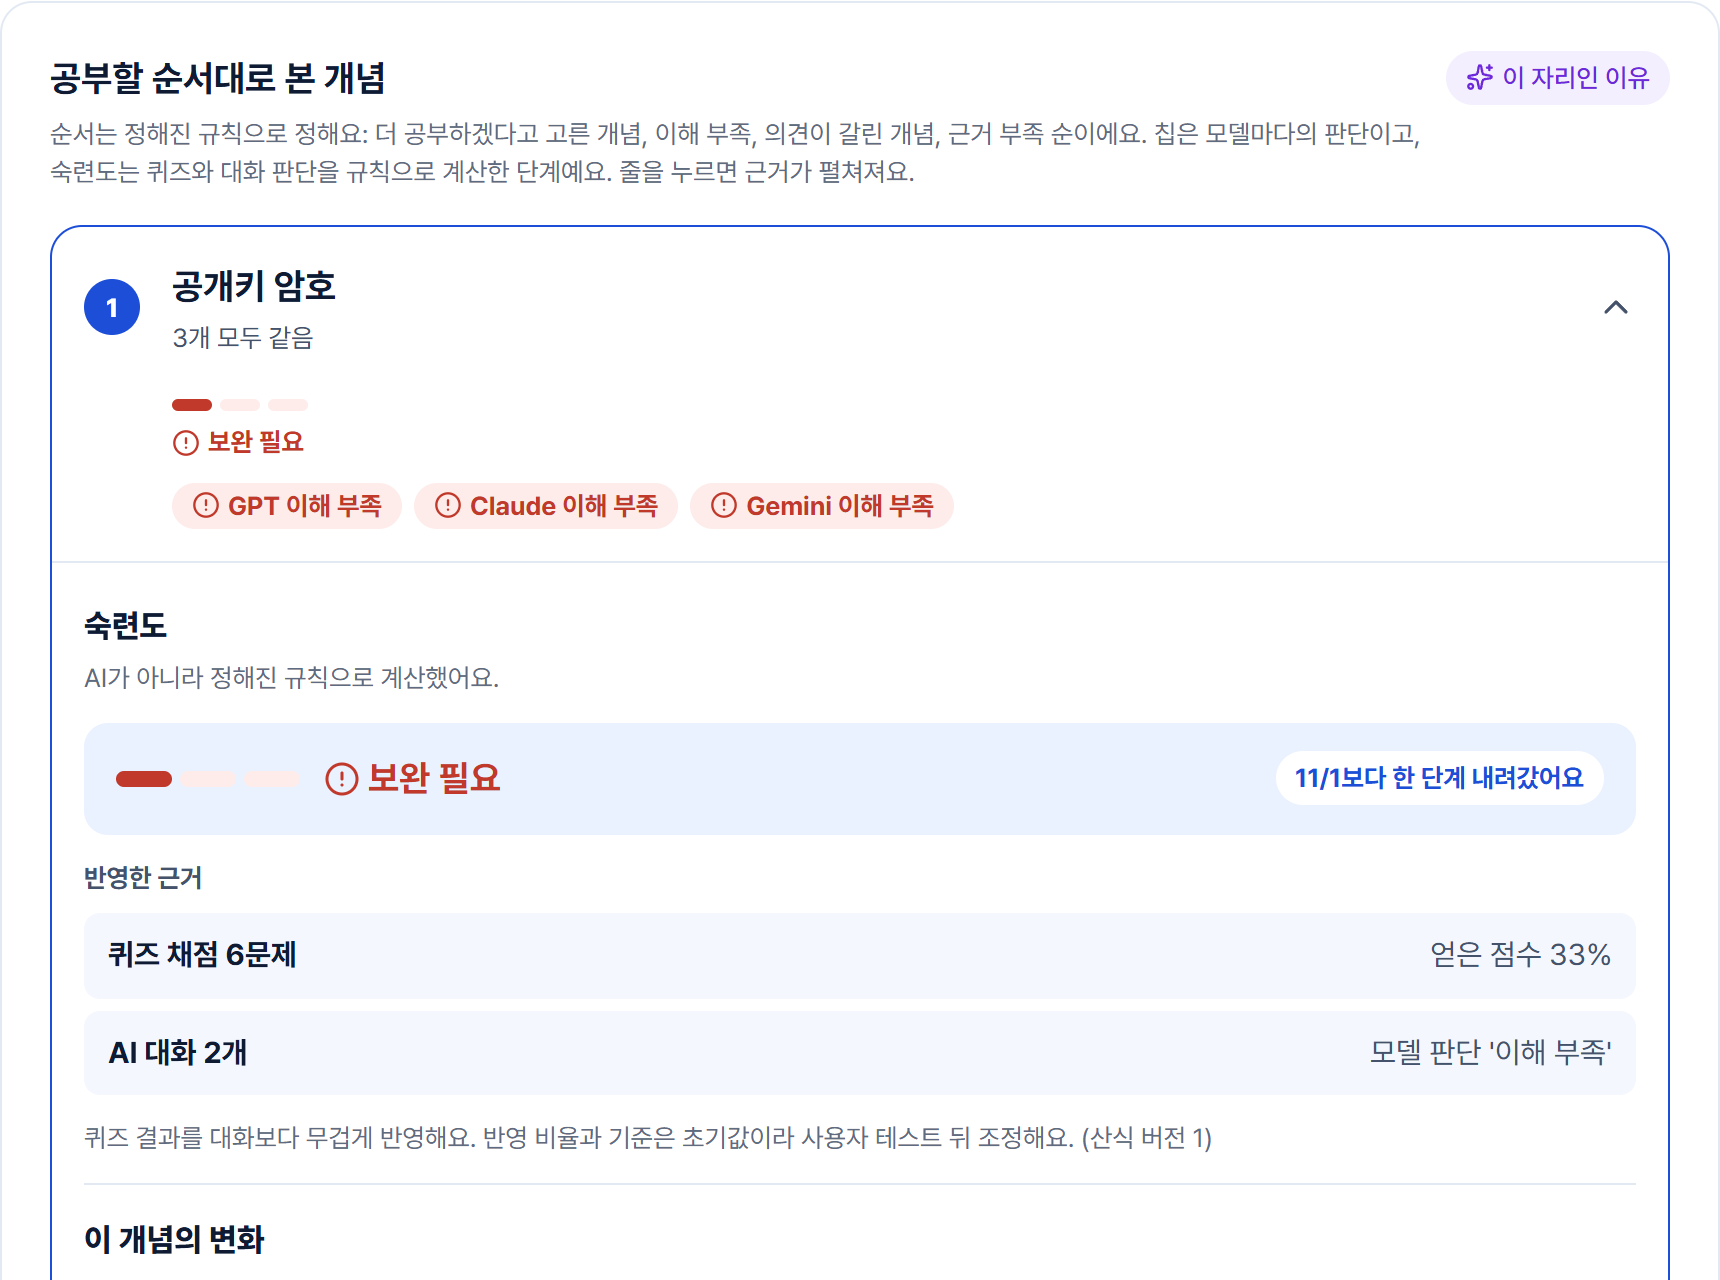 공부할 순서대로 본 개념
이 자리인 이유
순서는 정해진 규칙으로 정해요: 더 공부하겠다고 고른 개념, 이해 부족, 의견이 갈린 개념, 근거 부족 순이에요. 칩은 모델마다의 판단이고,
숙련도는 퀴즈와 대화 판단을 규칙으로 계산한 단계예요. 줄을 누르면 근거가 펼쳐져요.
1
공개키 암호
3개 모두 같음
보완 필요
GPT 이해 부족
Claude 이해 부족
Gemini 이해 부족
숙련도
AI가 아니라 정해진 규칙으로 계산했어요.
보완 필요
11/1보다 한 단계 내려갔어요
반영한 근거
퀴즈 채점 6문제
얻은 점수 33%
AI 대화 2개
모델 판단 '이해 부족'
퀴즈 결과를 대화보다 무겁게 반영해요. 반영 비율과 기준은 초기값이라 사용자 테스트 뒤 조정해요. (산식 버전 1)
이 개념의 변화